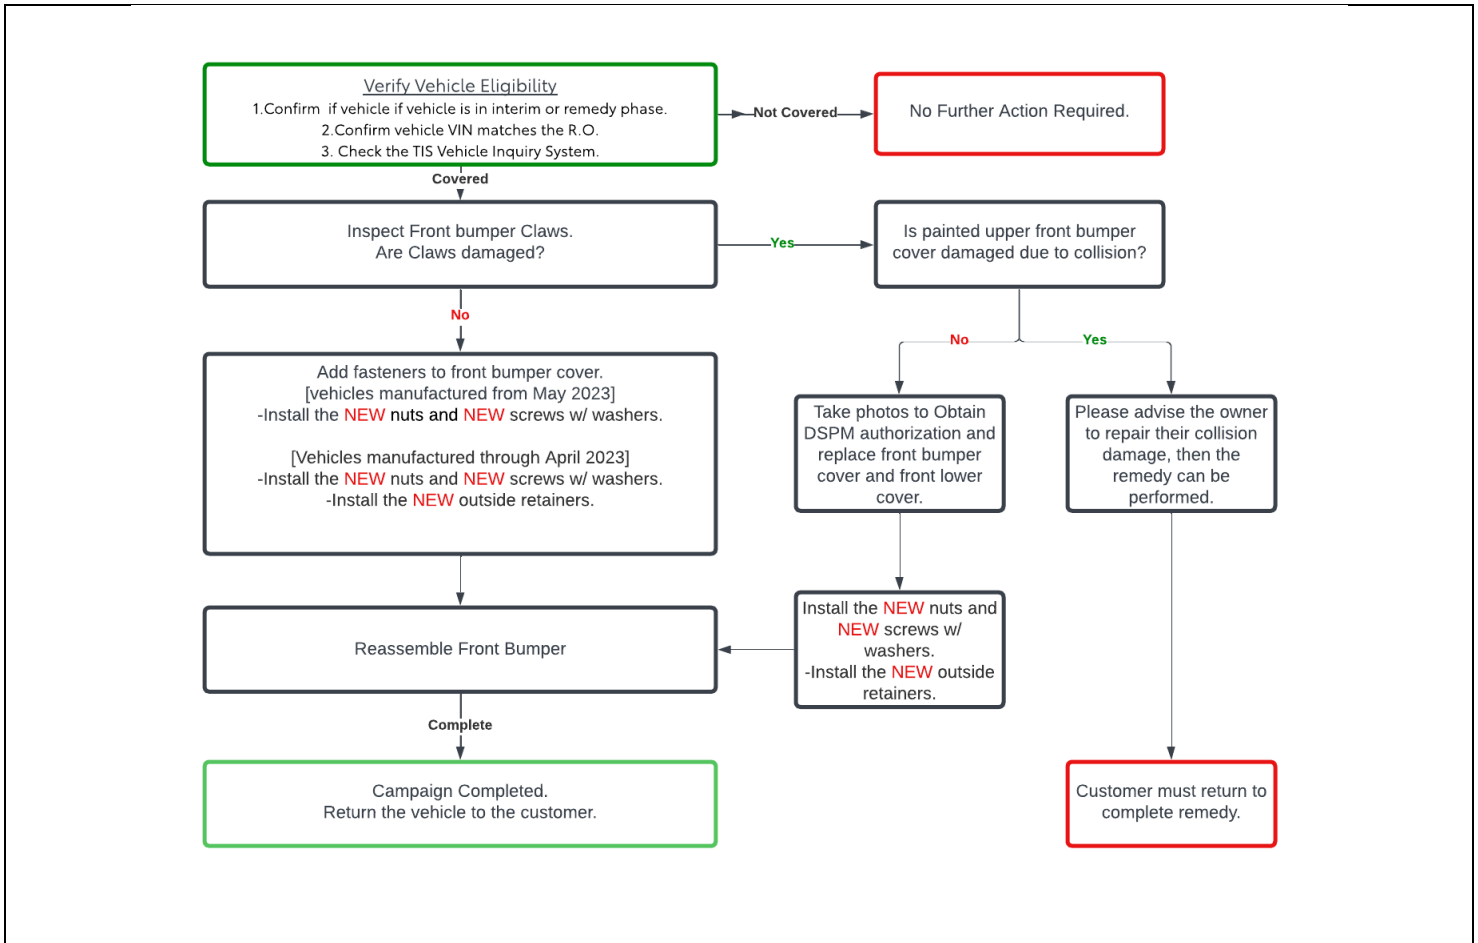 Verify Vehicle Eligibility
1.Confirm if vehicle if vehicle is in interim or remedy phase.
2.Confirm vehicle VIN matches the R.O.
3. Check the TIS Vehicle Inquiry System.
Not Covered
No Further Action Required.
Covered
Inspect Front bumper Claws.
Are Claws damaged?
Yes
Is painted upper front bumper
cover damaged due to collision?
No
No
Yes
Add fasteners to front bumper cover.
[vehicles manufactured from May 2023]
-Install the NEW nuts and NEW screws w/ washers.
[Vehicles manufactured through April 2023]
-Install the NEW nuts and NEW screws w/ washers.
-Install the NEW outside retainers.
Take photos to Obtain
DSPM authorization and
replace front bumper
cover and front lower
cover.
Please advise the owner
to repair their collision
damage, then the
remedy can be
performed.
Install the NEW nuts and
NEW screws w/
washers.
-Install the NEW outside
retainers.
Reassemble Front Bumper
Complete
Campaign Completed.
Return the vehicle to the customer.
Customer must return to
complete remedy.